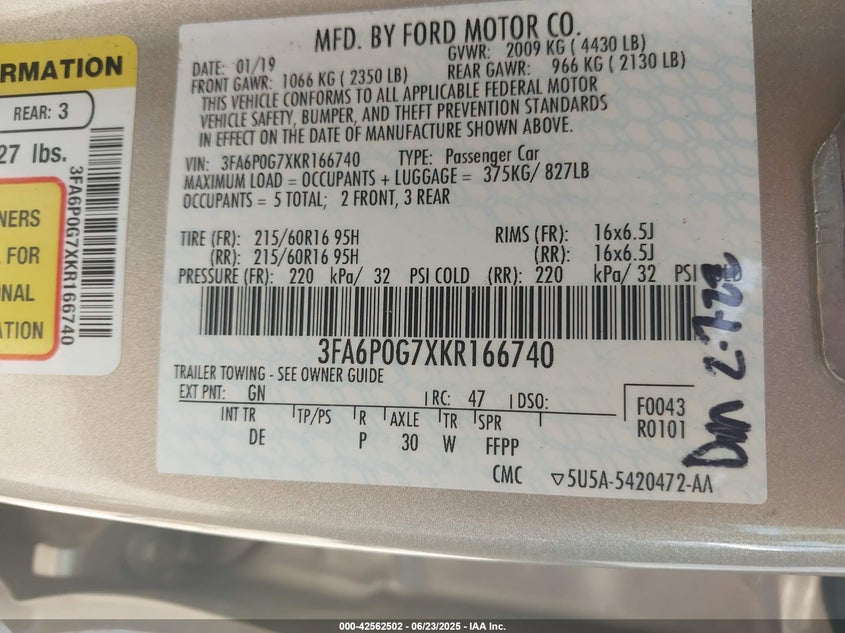 RMATION
REAR: 3
27 lbs.
NERS
FOR
ONAL
ATION
3FA6P0G7XKR166740
MFD. BY FORD MOTOR CO.
DATE: 01/19 GVWR: 2009 KG ( 4430 LB)
FRONT GAWR: 1066 KG ( 2350 LB) REAR GAWR: 966 KG ( 2130 LB)
THIS VEHICLE CONFORMS TO ALL APPLICABLE FEDERAL MOTOR
VEHICLE SAFETY, BUMPER, AND THEFT PREVENTION STANDARDS
IN EFFECT ON THE DATE OF MANUFACTURE SHOWN ABOVE.
VIN: 3FA6P0G7XKR166740 TYPE: Passenger Car
MAXIMUM LOAD = OCCUPANTS + LUGGAGE = 375KG/ 827LB
OCCUPANTS = 5 TOTAL; 2 FRONT, 3 REAR
TIRE (FR): 215/60R16 95H RIMS (FR): 16x6.5J
(RR): 215/60R16 95H (RR): 16x6.5J
PRESSURE (FR): 220 kPa/ 32 PSI COLD (RR): 220 kPa/ 32 PSI
3FA6P0G7XKR166740
TRAILER TOWING - SEE OWNER GUIDE
EXT PNT: GN RC: 47 DSO:
INT TR TP/PS R AXLE TR SPR
DE P 30 W FFPP
F0043
R0101
CMC ▽5U5A-5420472-AA
2-7-22
000-42562502 - 06/23/2025 - IAA Inc.